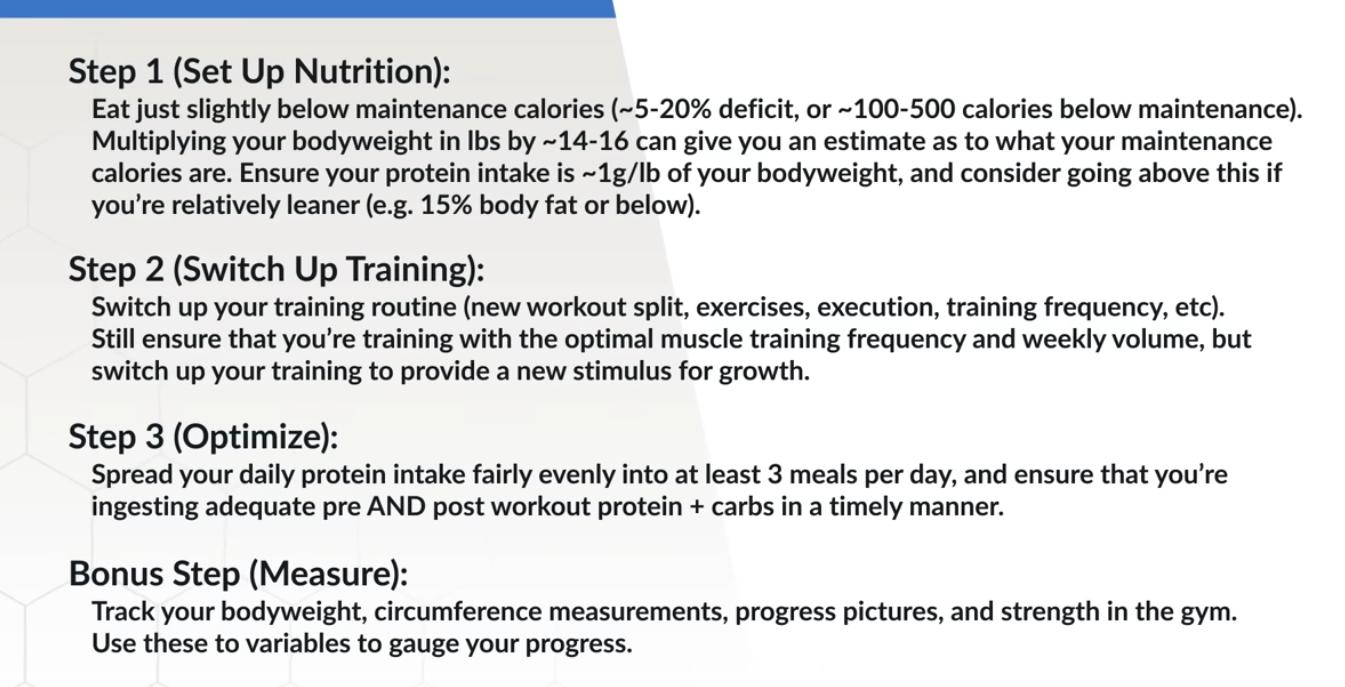 Step 1 (Set Up Nutrition):
Eat just slightly below maintenance calories (~5-20% deficit, or ~100-500 calories below maintenance).
Multiplying your bodyweight in lbs by ~14-16 can give you an estimate as to what your maintenance
calories are. Ensure your protein intake is ~1g/lb of your bodyweight, and consider going above this if
you're relatively leaner (e.g. 15% body fat or below).
Step 2 (Switch Up Training):
Switch up your training routine (new workout split, exercises, execution, training frequency, etc).
Still ensure that you're training with the optimal muscle training frequency and weekly volume, but
switch up your training to provide a new stimulus for growth.
Step 3 (Optimize):
Spread your daily protein intake fairly evenly into at least 3 meals per day, and ensure that you're
ingesting adequate pre AND post workout protein + carbs in a timely manner.
Bonus Step (Measure):
Track your bodyweight, circumference measurements, progress pictures, and strength in the gym.
Use these to variables to gauge your progress.